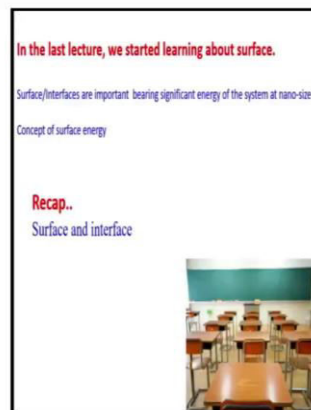 In the last lecture, we started learning about surface.
Surface/Interfaces are important bearing significant energy of the system at nano-size
Concept of surface energy
Recap..
Surface and interface